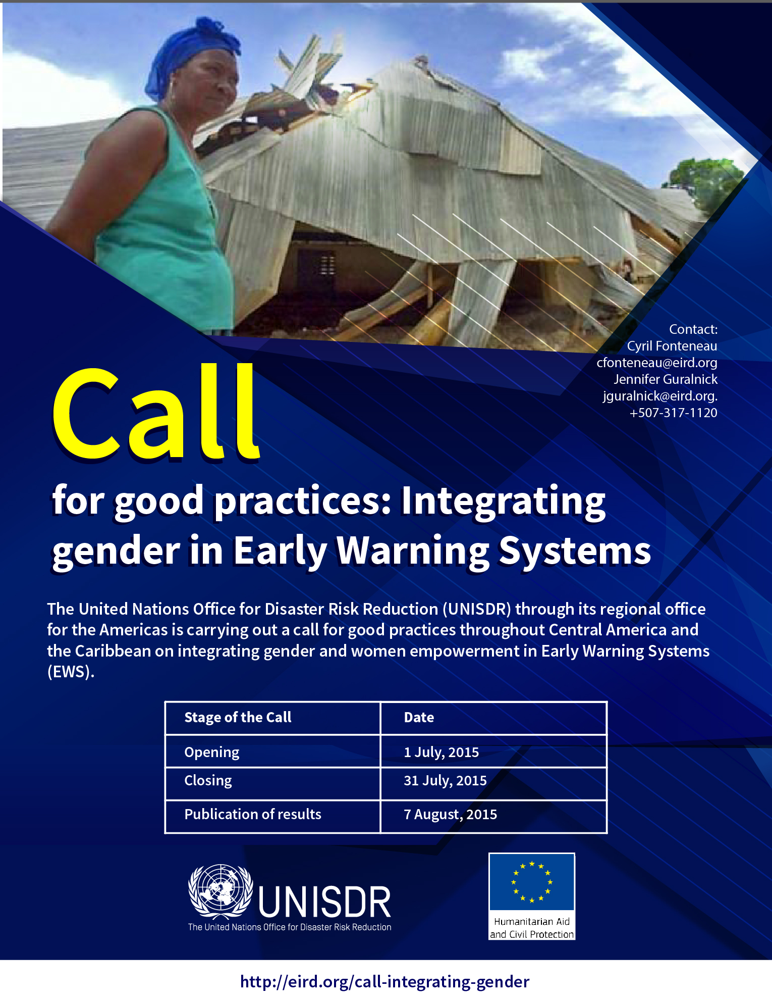 Contact:
Cyril Fonteneau
cfonteneau@eird.org
Jennifer Guralnick
jguralnick@eird.org.
+507-317-1120
Call
for good practices: Integrating
gender in Early Warning Systems
The United Nations Office for Disaster Risk Reduction (UNISDR) through its regional office
for the Americas is carrying out a call for good practices throughout Central America and
the Caribbean on integrating gender and women empowerment in Early Warning Systems
(EWS).
Stage of the Call Date
Opening 1 July, 2015
Closing 31 July, 2015
Publication of results 7 August, 2015
UNISDR
The United Nations Office for Disaster Risk Reduction
Humanitarian Aid
and Civil Protection
http://eird.org/call-integrating-gender